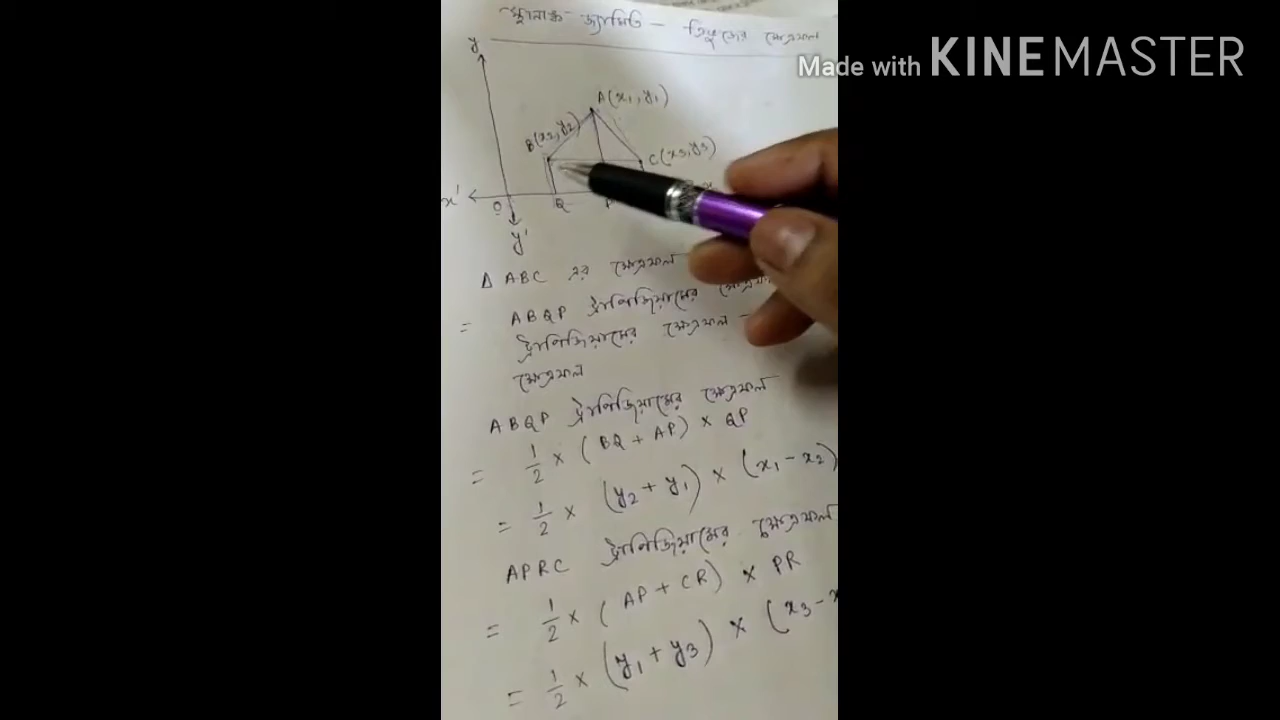 স্থানাঙ্ক জ্যামিতি - ত্রিভুজের ক্ষেত্রফল
Made with KINEMASTER
y
A(x₁, y₁)
B(x₂, y₂)
C(x₃, y₃)
x' O Q P x
y'
Δ ABC এর ক্ষেত্রফল
= ABQP ট্রাপিজিয়ামের ক্ষেত্রফল
ট্রাপিজিয়ামের ক্ষেত্রফল -
ক্ষেত্রফল
ABQP ট্রাপিজিয়ামের ক্ষেত্রফল
= 1/2 × (BQ + AP) × QP
= 1/2 × (y₂ + y₁) × (x₁ - x₂)
APRC ট্রাপিজিয়ামের ক্ষেত্রফল
= 1/2 × (AP + CR) × PR
= 1/2 × (y₁ + y₃) × (x₃ - x